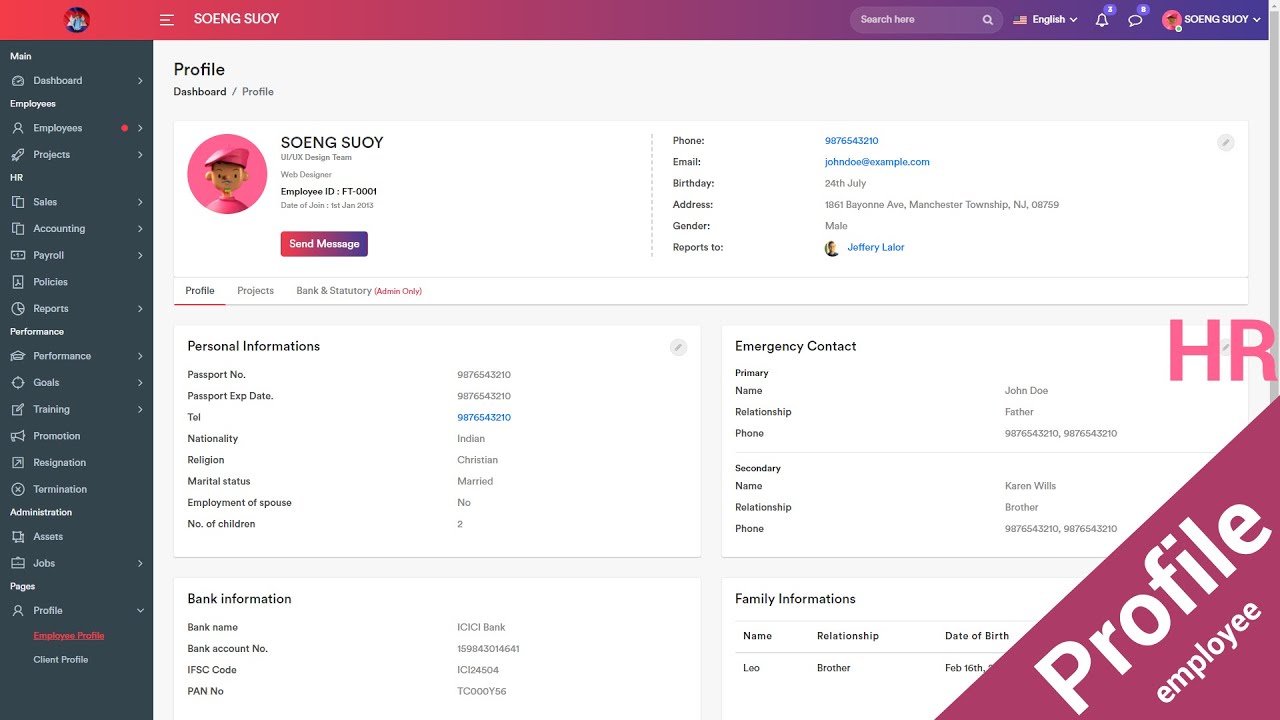 SOENG SUOY
Search here
English
3
8
SOENG SUOY
Main
Dashboard
Employees
Employees
Projects
HR
Sales
Accounting
Payroll
Policies
Reports
Performance
Performance
Goals
Training
Promotion
Resignation
Termination
Administration
Assets
Jobs
Pages
Profile
Employee Profile
Client Profile
Profile
Dashboard / Profile
SOENG SUOY
UI/UX Design Team
Web Designer
Employee ID : FT-0001
Date of Join : 1st Jan 2013
Send Message
Phone: 9876543210
Email: johndoe@example.com
Birthday: 24th July
Address: 1861 Bayonne Ave, Manchester Township, NJ, 08759
Gender: Male
Reports to: Jeffery Lalor
Profile Projects Bank & Statutory (Admin Only)
Personal Informations
Passport No. 9876543210
Passport Exp Date. 9876543210
Tel 9876543210
Nationality Indian
Religion Christian
Marital status Married
Employment of spouse No
No. of children 2
Emergency Contact
Primary
Name John Doe
Relationship Father
Phone 9876543210, 9876543210
Secondary
Name Karen Wills
Relationship Brother
Phone 9876543210, 9876543210
Bank information
Bank name ICICI Bank
Bank account No. 159843014641
IFSC Code ICI24504
PAN No TC000Y56
Family Informations
Name Relationship Date of Birth
Leo Brother Feb 16th,
HR
Profile
employee